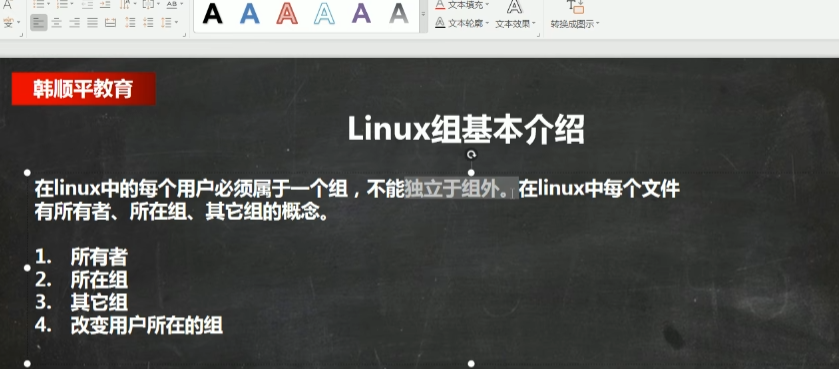 文本填充
A A A A A A
文本轮廓 文本效果 转换成图示
韩顺平教育
Linux组基本介绍
在linux中的每个用户必须属于一个组，不能独立于组外。在linux中每个文件
有所有者、所在组、其它组的概念。
1. 所有者
2. 所在组
3. 其它组
4. 改变用户所在的组